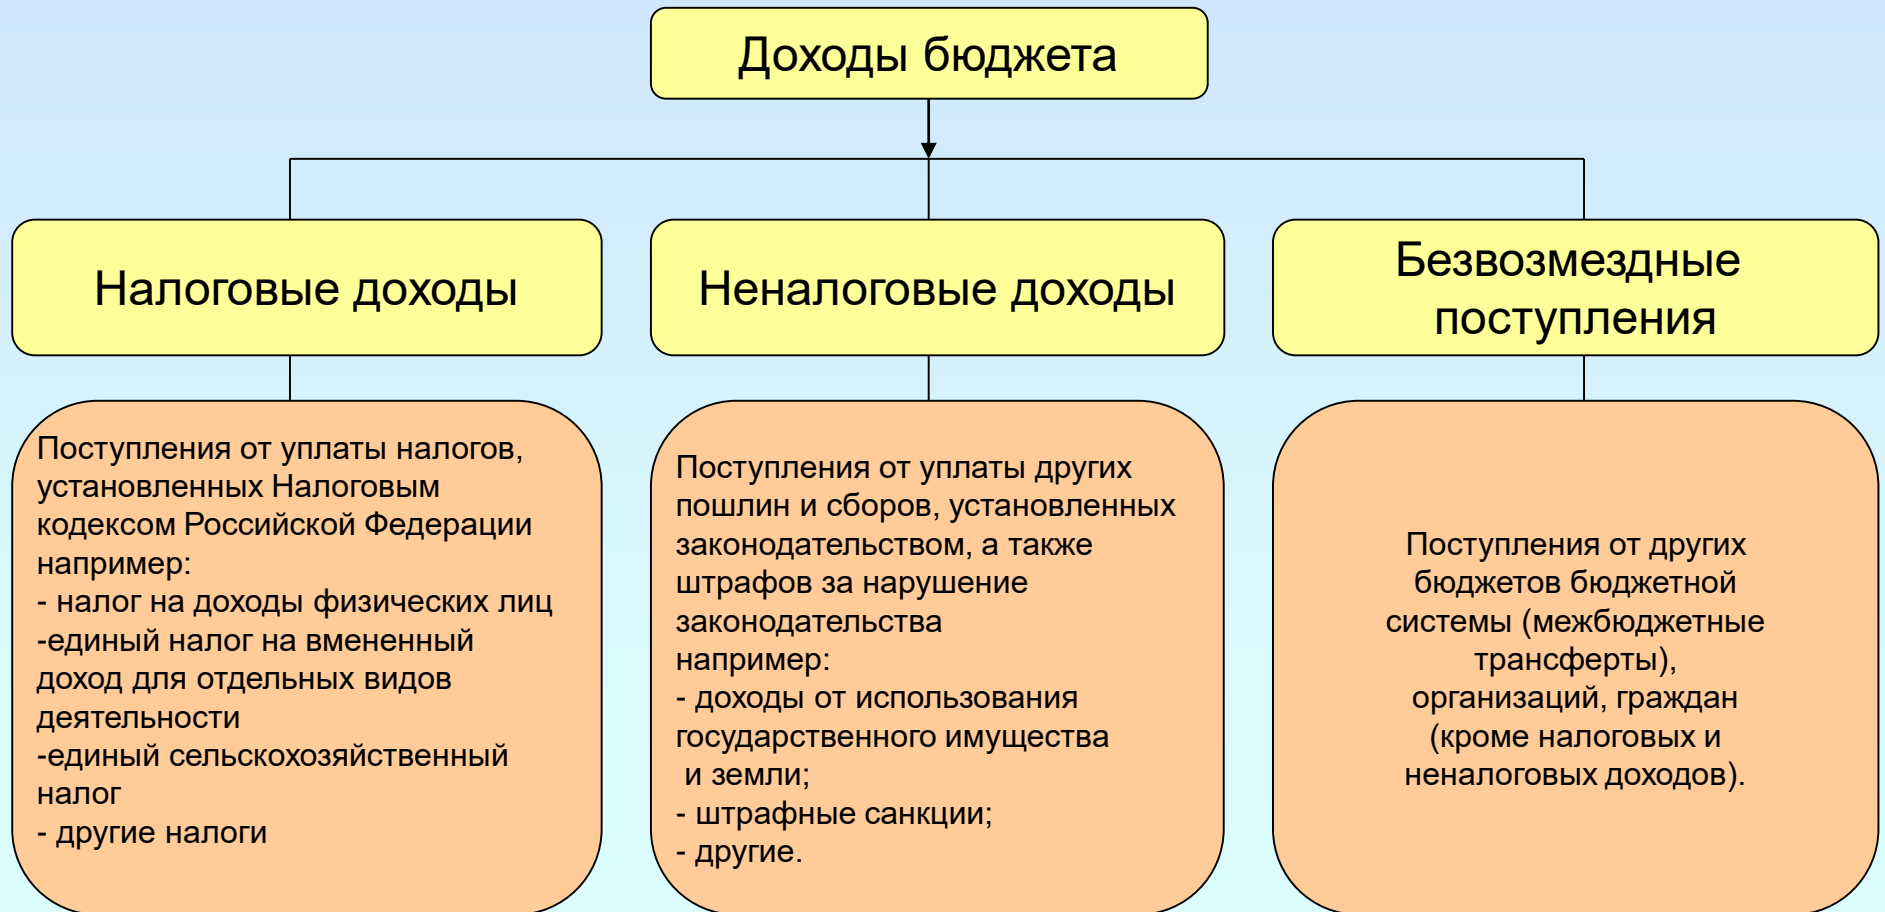 Доходы бюджета
Налоговые доходы
Неналоговые доходы
Безвозмездные
поступления
Поступления от уплаты налогов,
установленных Налоговым
кодексом Российской Федерации
например:
- налог на доходы физических лиц
-единый налог на вмененный
доход для отдельных видов
деятельности
-единый сельскохозяйственный
налог
- другие налоги
Поступления от уплаты других
пошлин и сборов, установленных
законодательством, а также
штрафов за нарушение
законодательства
например:
- доходы от использования
государственного имущества
и земли;
- штрафные санкции;
- другие.
Поступления от других
бюджетов бюджетной
системы (межбюджетные
трансферты),
организаций, граждан
(кроме налоговых и
неналоговых доходов).